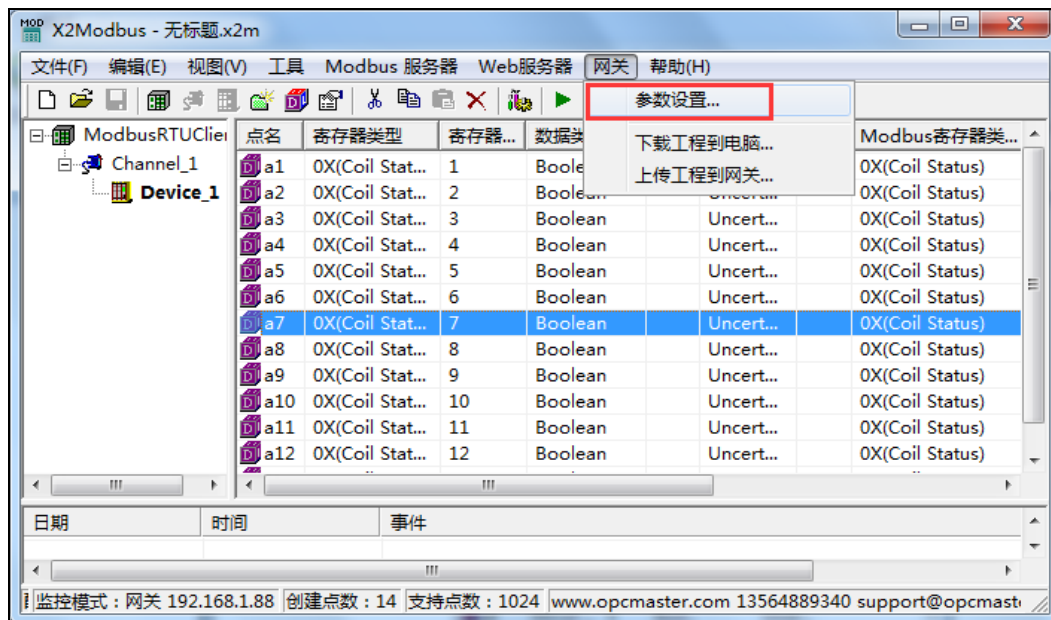 MOD X2Modbus - 无标题.x2m
文件(F) 编辑(E) 视图(V) 工具 Modbus 服务器 Web服务器 网关 帮助(H)
参数设置...
下载工程到电脑...
上传工程到网关...
ModbusRTUClie
Channel_1
Device_1
点名 寄存器类型 寄存器... 数据类 Modbus寄存器类...
a1 0X(Coil Stat... 1 Boole 0X(Coil Status)
a2 0X(Coil Stat... 2 Boolean Uncert... 0X(Coil Status)
a3 0X(Coil Stat... 3 Boolean Uncert... 0X(Coil Status)
a4 0X(Coil Stat... 4 Boolean Uncert... 0X(Coil Status)
a5 0X(Coil Stat... 5 Boolean Uncert... 0X(Coil Status)
a6 0X(Coil Stat... 6 Boolean Uncert... 0X(Coil Status)
a7 0X(Coil Stat... 7 Boolean Uncert... 0X(Coil Status)
a8 0X(Coil Stat... 8 Boolean Uncert... 0X(Coil Status)
a9 0X(Coil Stat... 9 Boolean Uncert... 0X(Coil Status)
a10 0X(Coil Stat... 10 Boolean Uncert... 0X(Coil Status)
a11 0X(Coil Stat... 11 Boolean Uncert... 0X(Coil Status)
a12 0X(Coil Stat... 12 Boolean Uncert... 0X(Coil Status)
日期 时间 事件
监控模式：网关 192.168.1.88 创建点数：14 支持点数：1024 www.opcmaster.com 13564889340 support@opcmast